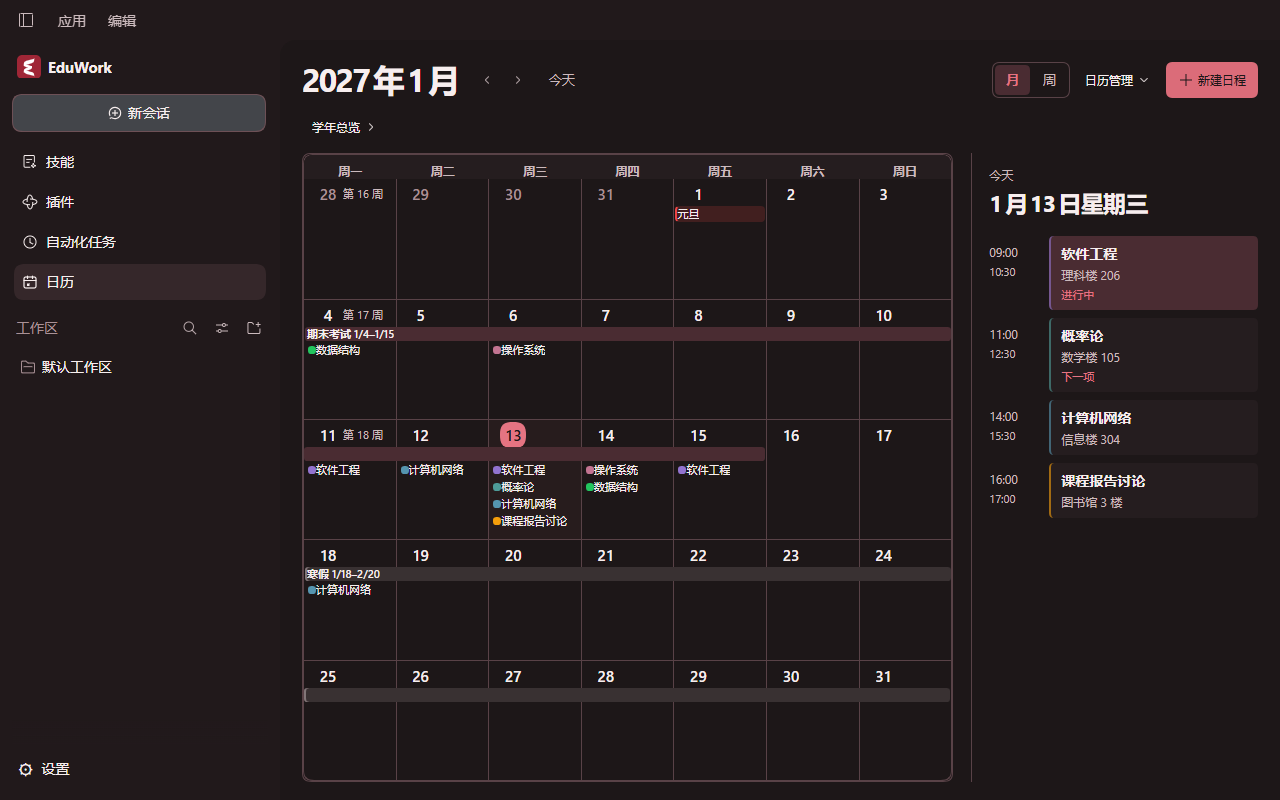 应用 编辑
EduWork
新会话
技能
插件
自动化任务
日历
工作区
默认工作区
设置
2027年1月 今天
月 周 日历管理 新建日程
学年总览
周一 周二 周三 周四 周五 周六 周日
28 第 16 周 29 30 31 1 2 3
元旦
4 第 17 周 5 6 7 8 9 10
期末考试 1/4–1/15
数据结构 操作系统
11 第 18 周 12 13 14 15 16 17
软件工程 计算机网络 软件工程 操作系统 软件工程
概率论 数据结构
计算机网络
课程报告讨论
18 19 20 21 22 23 24
寒假 1/18–2/20
计算机网络
25 26 27 28 29 30 31
今天
1月13日星期三
09:00 软件工程
10:30 理科楼 206
进行中
11:00 概率论
12:30 数学楼 105
下一项
14:00 计算机网络
15:30 信息楼 304
16:00 课程报告讨论
17:00 图书馆 3 楼